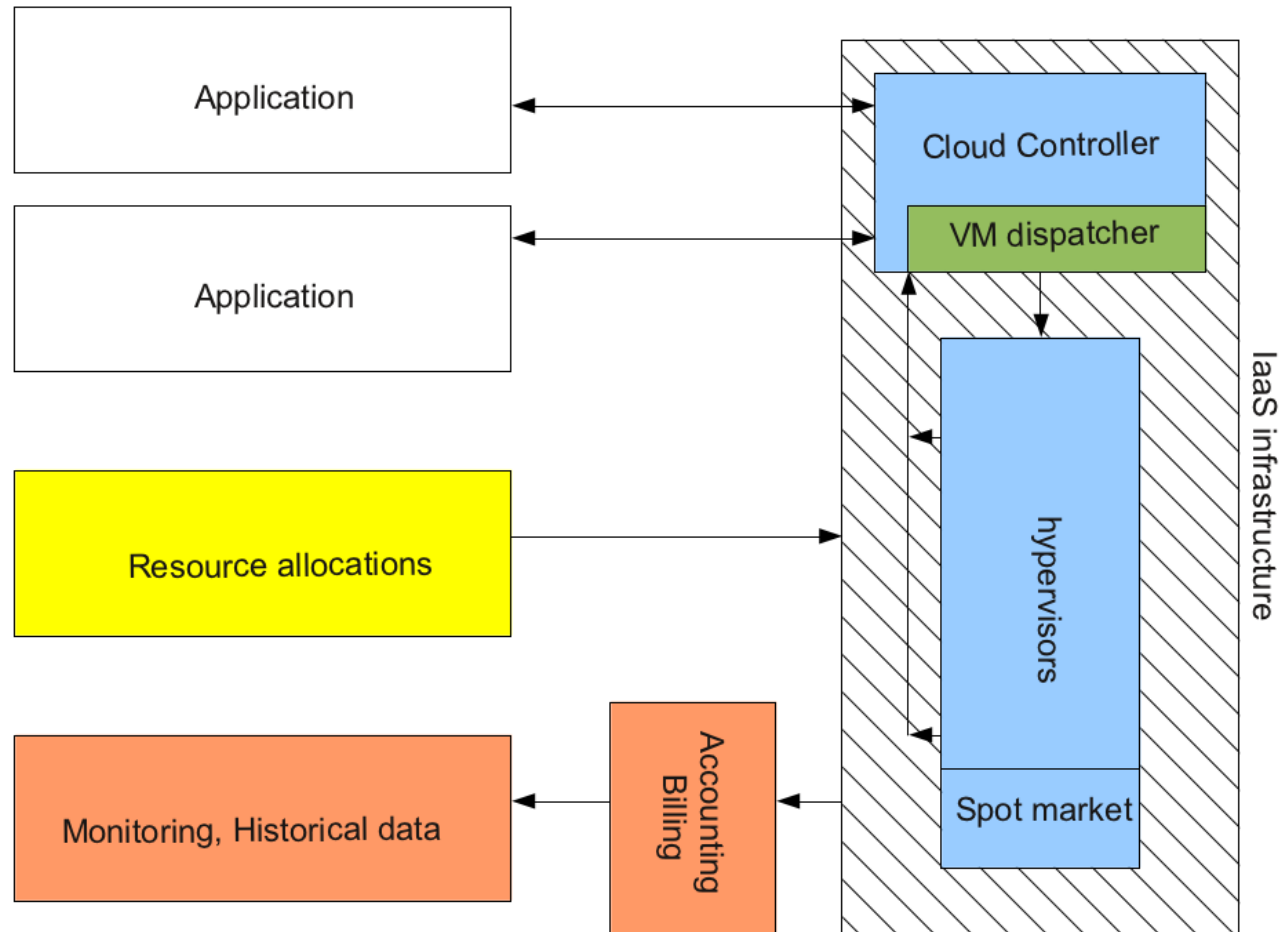 Application
Cloud Controller
VM dispatcher
Application
IaaS infrastructure
hypervisors
Resource allocations
Accounting
Billing
Spot market
Monitoring, Historical data